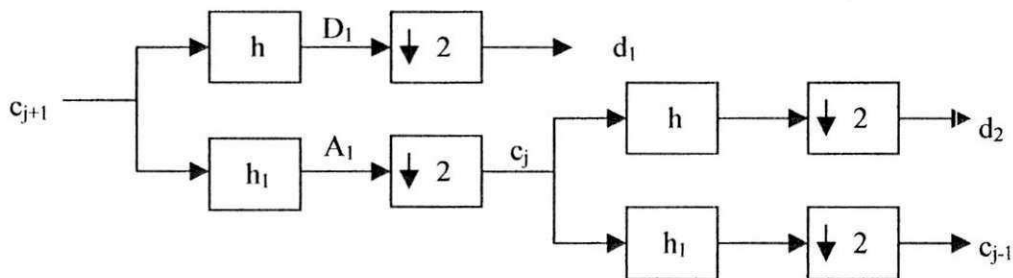 h D₁ ↓ 2 d₁
c_{j+1} h ↓ 2 d₂
h₁ A₁ ↓ 2 c_j
h₁ ↓ 2 c_{j-1}